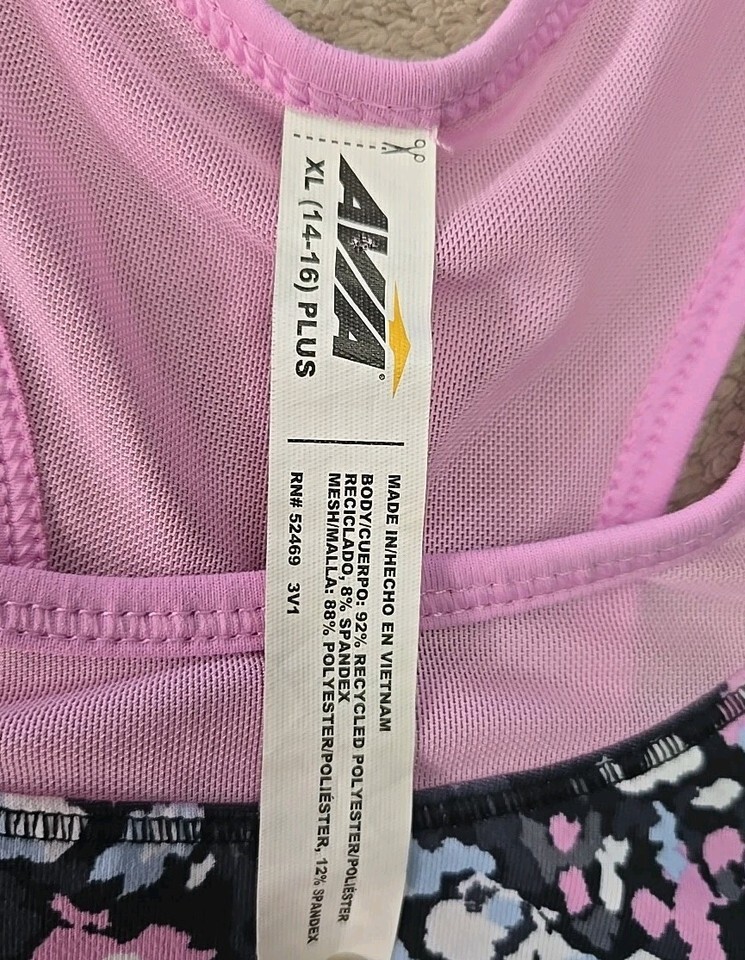 AVIA®
XL (14-16) PLUS
MADE IN/HECHO EN VIETNAM
BODY/CUERPO: 92% RECYCLED POLYESTER/POLIÉSTER
RECICLADO, 8% SPANDEX
MESH/MALLA: 88% POLYESTER/POLIÉSTER, 12% SPANDEX
RN# 52469 3V1